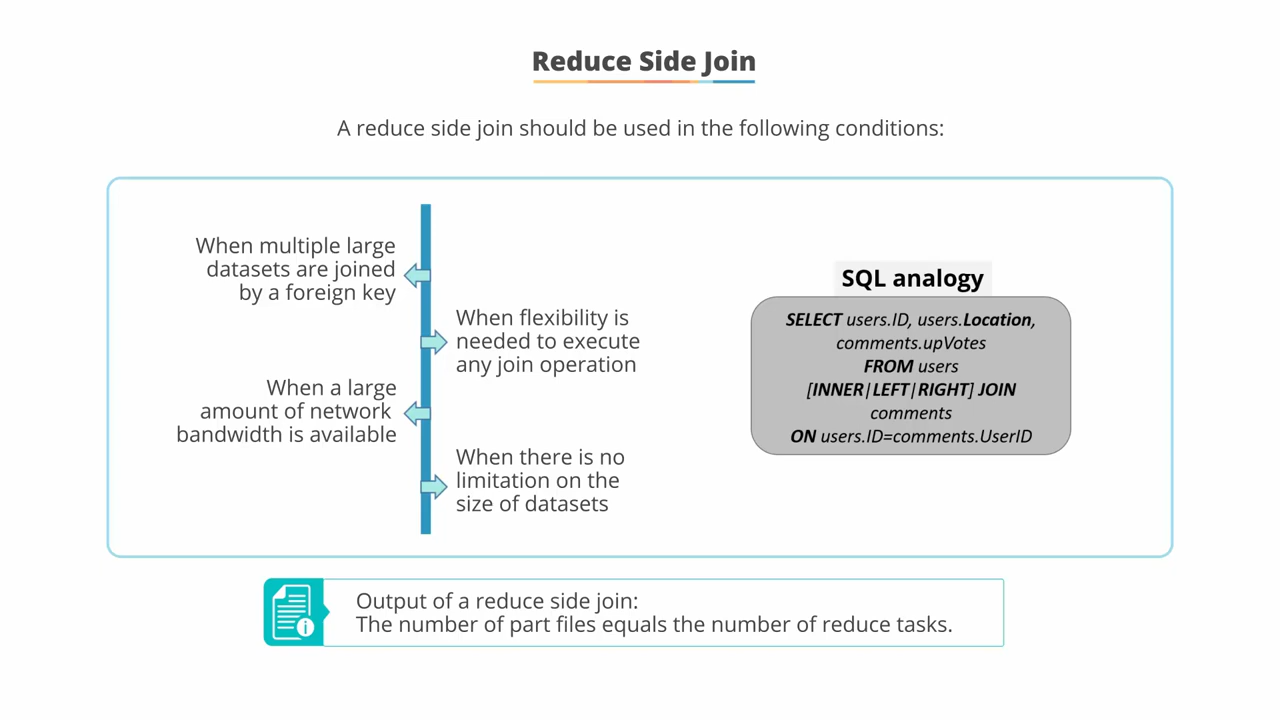 Reduce Side Join
A reduce side join should be used in the following conditions:
When multiple large
datasets are joined
by a foreign key
When flexibility is
needed to execute
any join operation
When a large
amount of network
bandwidth is available
When there is no
limitation on the
size of datasets
SQL analogy
SELECT users.ID, users.Location,
comments.upVotes
FROM users
[INNER|LEFT|RIGHT] JOIN
comments
ON users.ID=comments.UserID
Output of a reduce side join:
The number of part files equals the number of reduce tasks.